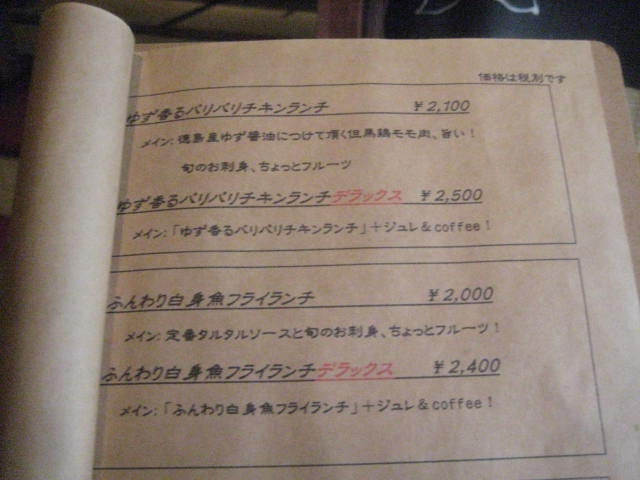 価格は税別です
ゆず香るパリパリチキンランチ ¥2,100
メイン: 徳島産ゆず醤油につけて頂く但馬鶏モモ肉、旨い!
旬のお刺身、ちょっとフルーツ
ゆず香るパリパリチキンランチデラックス ¥2,500
メイン:「ゆず香るパリパリチキンランチ」+ジュレ&coffee!
ふんわり白身魚フライランチ ¥2,000
メイン: 定番タルタルソースと旬のお刺身、ちょっとフルーツ!
ふんわり白身魚フライランチデラックス ¥2,400
メイン:「ふんわり白身魚フライランチ」+ジュレ&coffee!